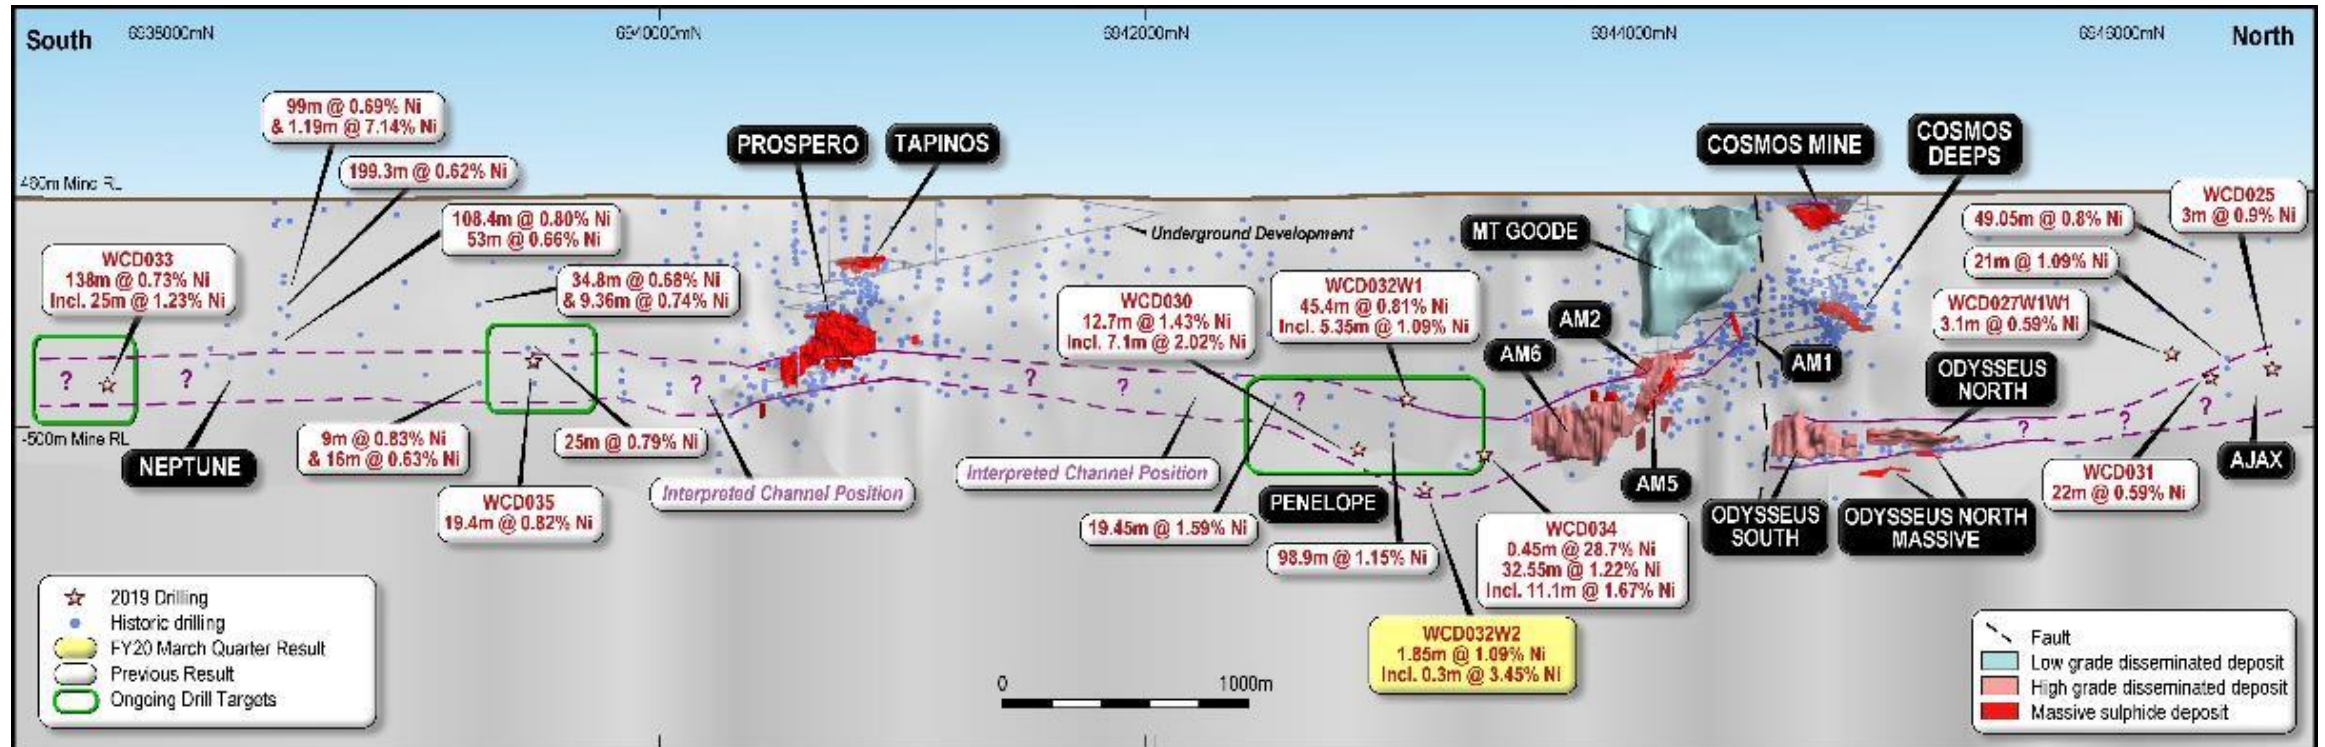 South
6938000mN
6940000mN
6942000mN
6944000mN
6946000mN
North
99m @ 0.69% Ni
& 1.19m @ 7.14% Ni
199.3m @ 0.62% Ni
PROSPERO
TAPINOS
COSMOS MINE
COSMOS
DEEPS
460m Mine RL
108.4m @ 0.80% Ni
53m @ 0.66% Ni
WCD025
3m @ 0.9% Ni
49.05m @ 0.8% Ni
MT GOODE
Underground Development
WCD033
138m @ 0.73% Ni
Incl. 25m @ 1.23% Ni
34.8m @ 0.68% Ni
& 9.36m @ 0.74% Ni
WCD030
12.7m @ 1.43% Ni
Incl. 7.1m @ 2.02% Ni
WCD032W1
45.4m @ 0.81% Ni
Incl. 5.35m @ 1.09% Ni
21m @ 1.09% Ni
WCD027W1W1
3.1m @ 0.59% Ni
AM2
AM6
AM1
ODYSSEUS
NORTH
?
?
?
?
?
?
?
?
-500m Mine RL
NEPTUNE
9m @ 0.83% Ni
& 16m @ 0.63% Ni
25m @ 0.79% Ni
WCD035
19.4m @ 0.82% Ni
Interpreted Channel Position
Interpreted Channel Position
PENELOPE
19.45m @ 1.59% Ni
98.9m @ 1.15% Ni
AM5
WCD034
0.45m @ 28.7% Ni
32.55m @ 1.22% Ni
Incl. 11.1m @ 1.67% Ni
ODYSSEUS
SOUTH
ODYSSEUS NORTH
MASSIVE
WCD031
22m @ 0.59% Ni
AJAX
WCD032W2
1.85m @ 1.09% Ni
Incl. 0.3m @ 3.45% Ni
2019 Drilling
Historic drilling
FY20 March Quarter Result
Previous Result
Ongoing Drill Targets
0
1000m
Fault
Low grade disseminated deposit
High grade disseminated deposit
Massive sulphide deposit